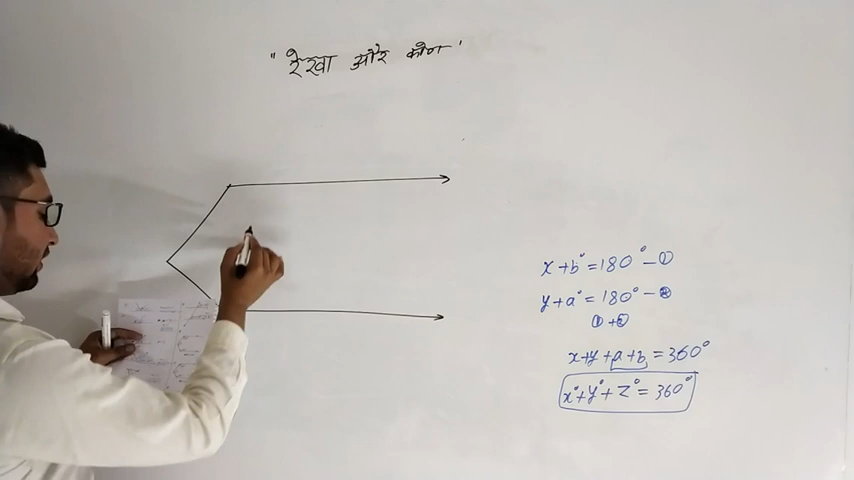 " रेखा और कोण '
x + b° = 180° – ①
y + a° = 180° – ②
① + ②
x + y + a + b = 360°
x° + y° + z° = 360°